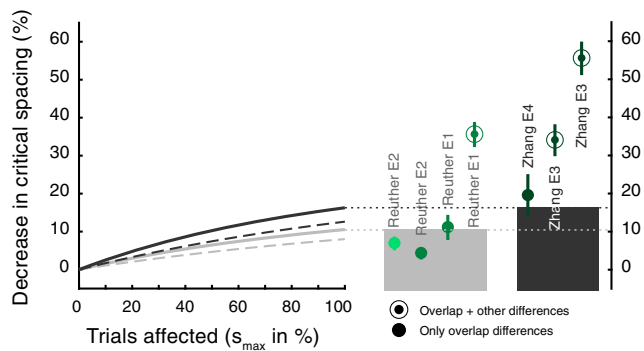 Decrease in critical spacing (%)
60
50
40
30
20
10
0
0 20 40 60 80 100
Trials affected (smax in %)
Reuther E2
Reuther E2
Reuther E1
Reuther E1
Zhang E4
Zhang E3
Zhang E3
60
50
40
30
20
10
0
Overlap + other differences
Only overlap differences